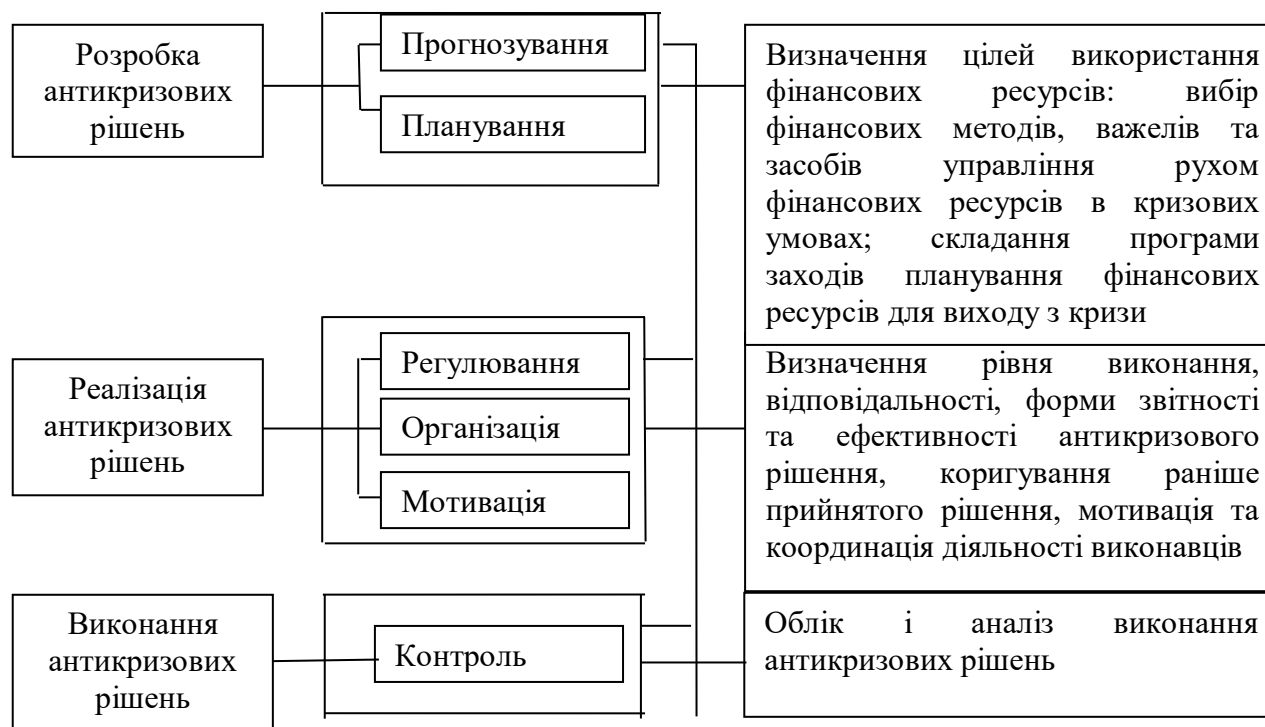 Розробка
антикризових
рішень
Прогнозування
Планування
Визначення цілей використання
фінансових ресурсів: вибір
фінансових методів, важелів та
засобів управління рухом
фінансових ресурсів в кризових
умовах; складання програми
заходів планування фінансових
ресурсів для виходу з кризи
Реалізація
антикризових
рішень
Регулювання
Організація
Мотивація
Визначення рівня виконання,
відповідальності, форми звітності
та ефективності антикризового
рішення, коригування раніше
прийнятого рішення, мотивація та
координація діяльності виконавців
Виконання
антикризових
рішень
Контроль
Облік і аналіз виконання
антикризових рішень